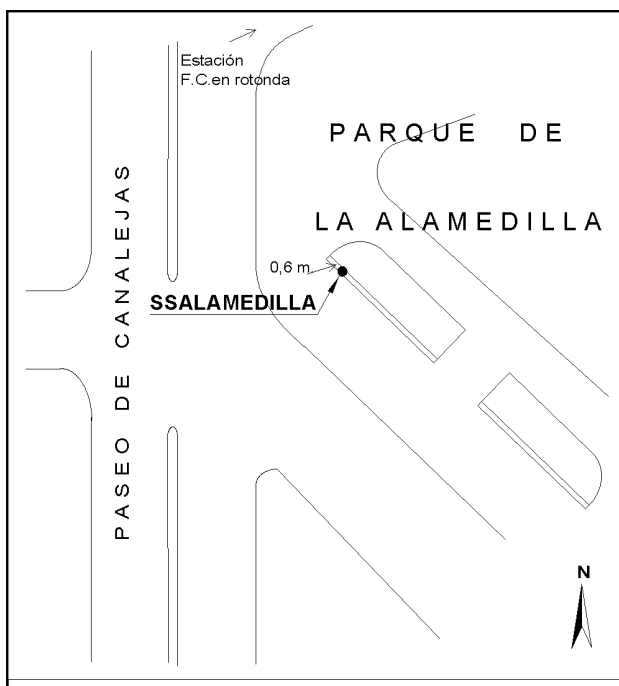 Estación
F.C.en rotonda
PARQUE DE
LA ALAMEDILLA
0,6 m.
SSALAMEDILLA
PASEO DE CANALEJAS
N